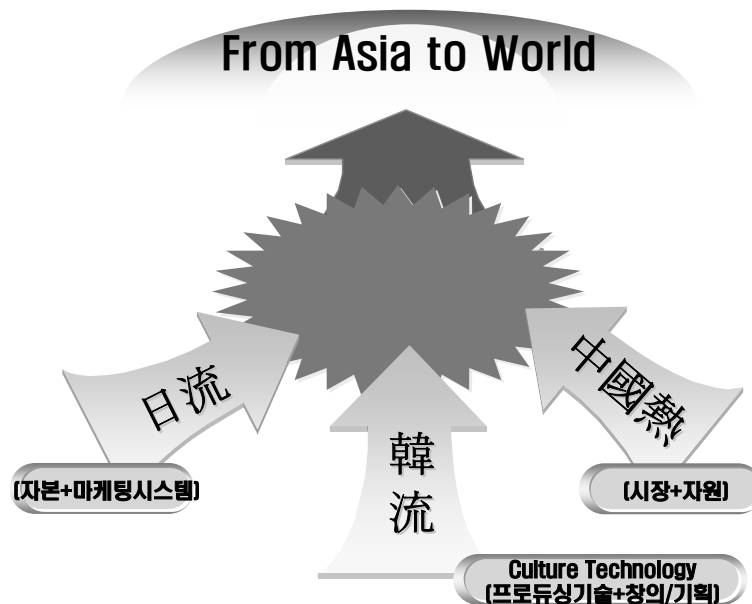 From Asia to World
日流
中國熱
韓
流
(자본+마케팅시스템)
(시장+자원)
Culture Technology
(프로듀싱기술+창의/기획)